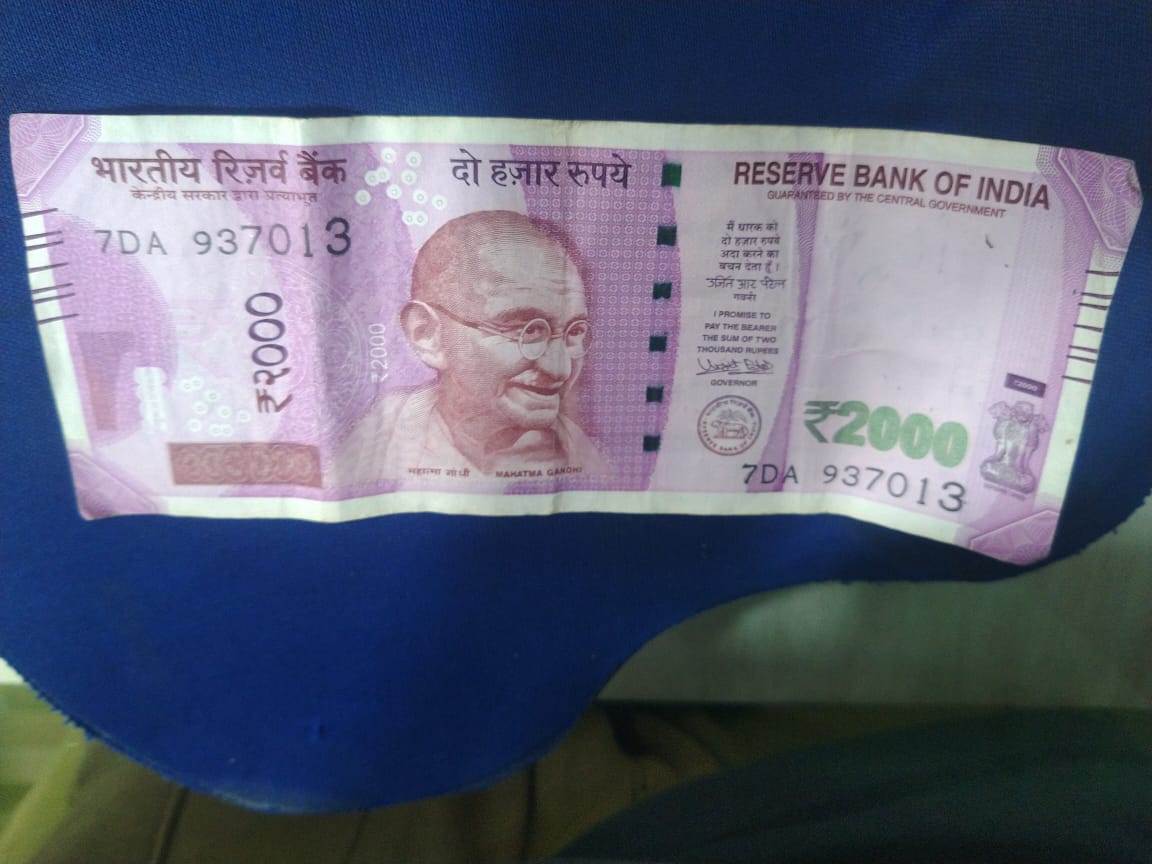 भारतीय रिज़र्व बैंक
केन्द्रीय सरकार द्वारा प्रत्याभूत
7DA 937013
₹२०००
₹2000
दो हज़ार रुपये
महात्मा गांधी MAHATMA GANDHI
RESERVE BANK OF INDIA
GUARANTEED BY THE CENTRAL GOVERNMENT
मैं धारक को
दो हज़ार रुपये
अदा करने का
वचन देता हूँ।
उर्जित आर पटेल
गवर्नर
I PROMISE TO
PAY THE BEARER
THE SUM OF TWO
THOUSAND RUPEES
GOVERNOR
₹2000
₹2000
7DA 937013